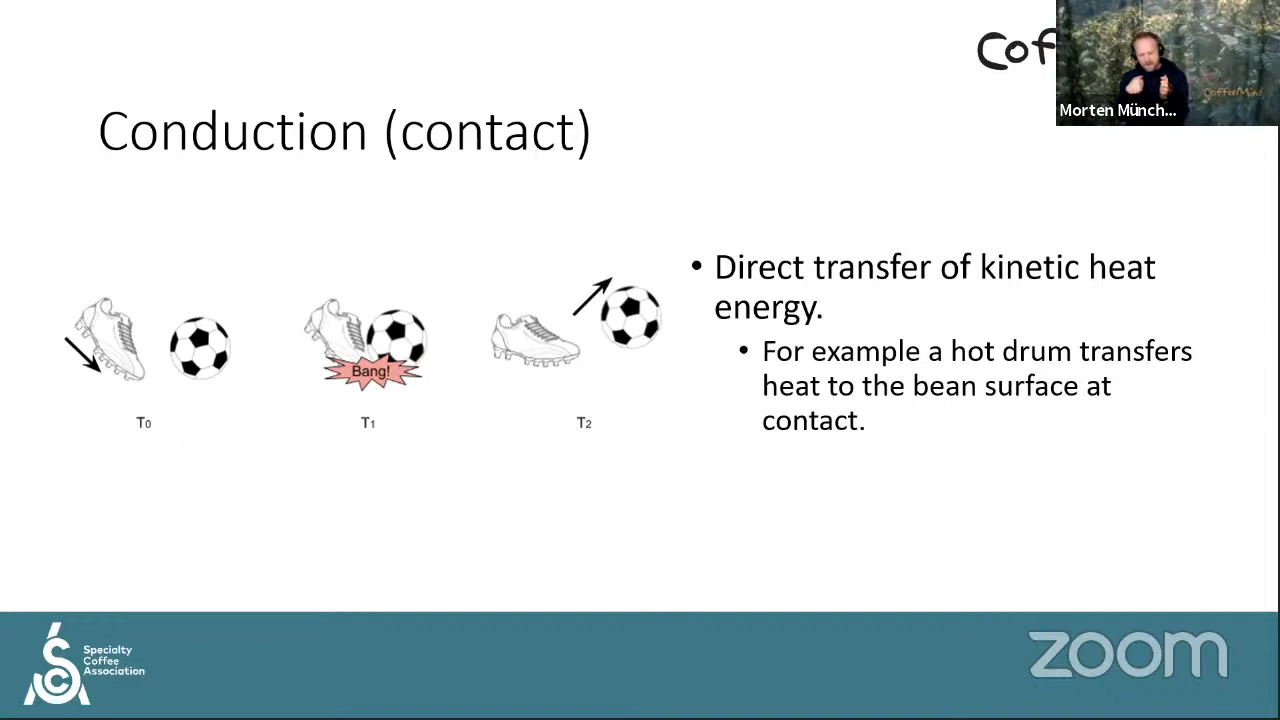 Cof
CoffeeMind
Morten Münch...
Conduction (contact)
• Direct transfer of kinetic heat
energy.
• For example a hot drum transfers
heat to the bean surface at
contact.
Bang!
T0
T1
T2
Specialty
Coffee
Association
zoom